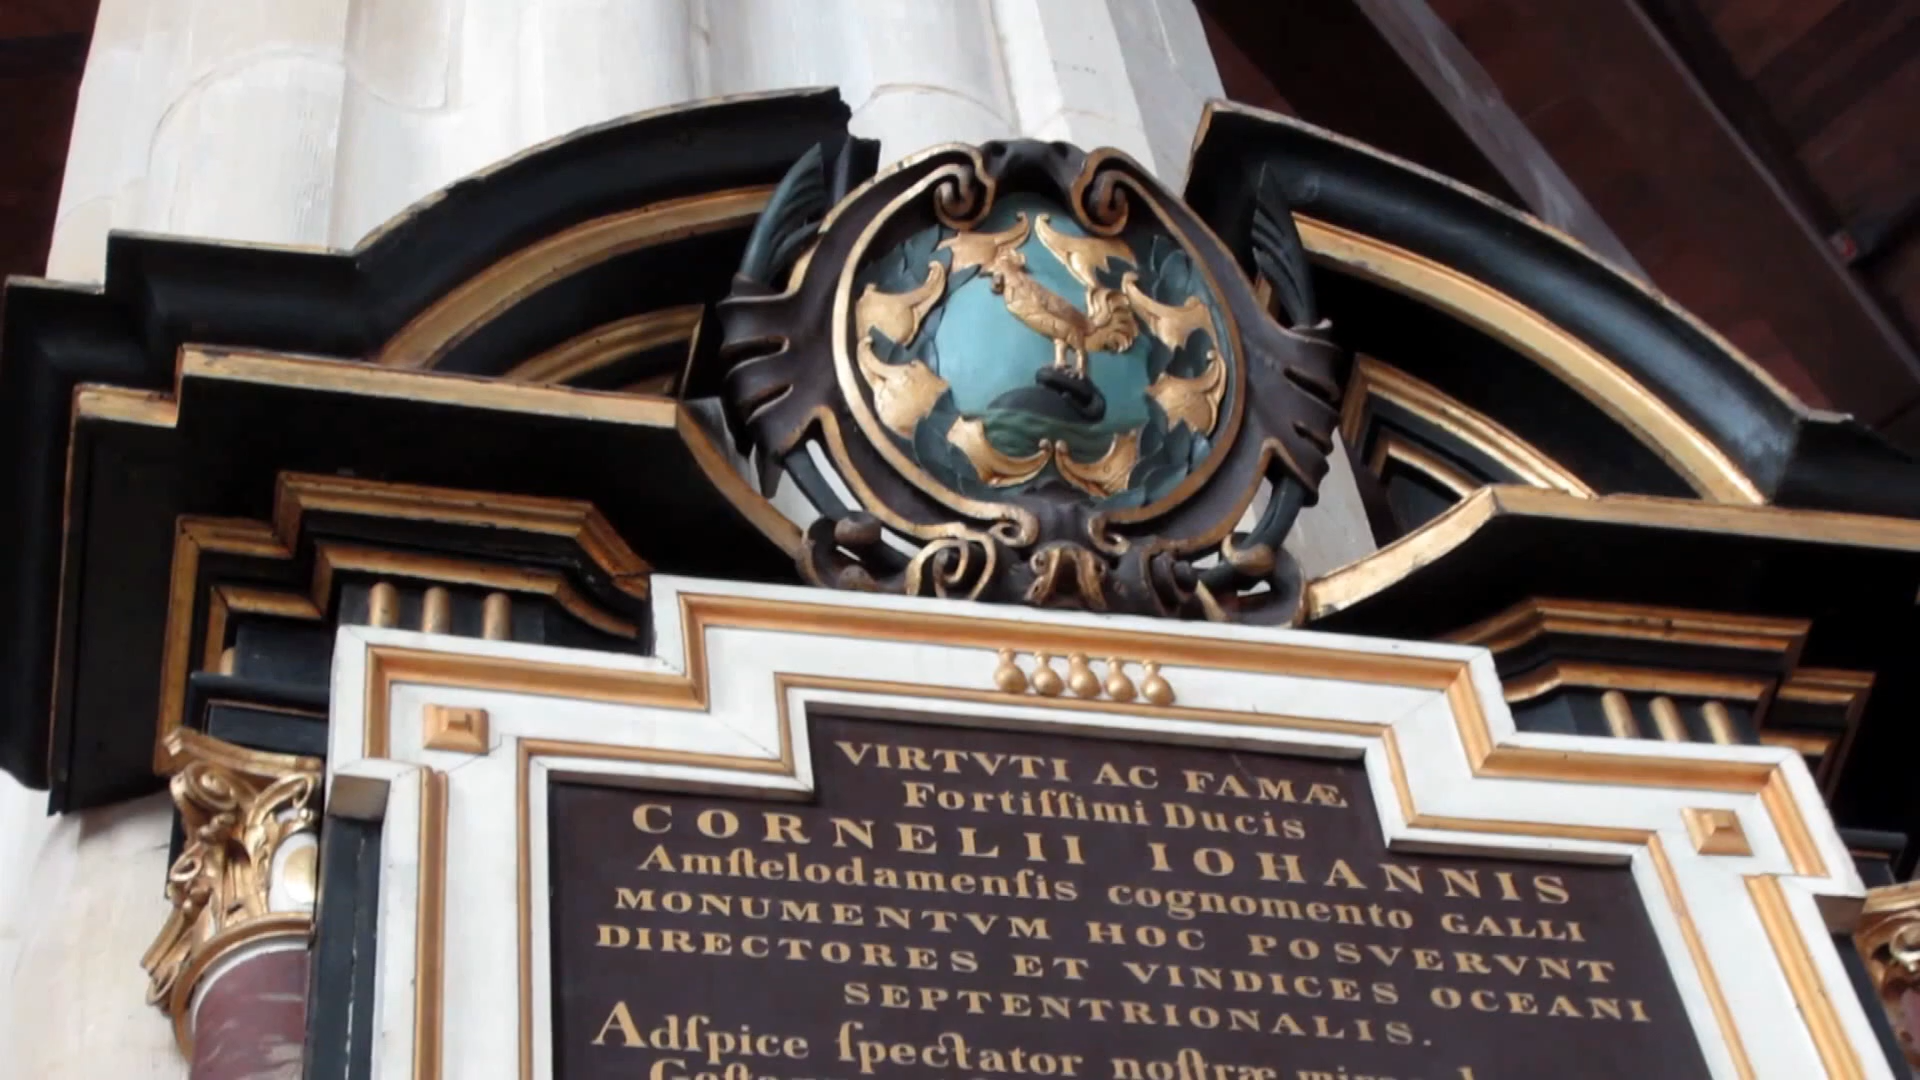 VIRTVTI AC FAMÆ
Fortiſſimi Ducis
CORNELII IOHANNIS
Amſtelodamenſis cognomento GALLI
MONUMENTVM HOC POSVERVNT
DIRECTORES ET VINDICES OCEANI
SEPTENTRIONALIS.
Adſpice ſpectator noſtræ